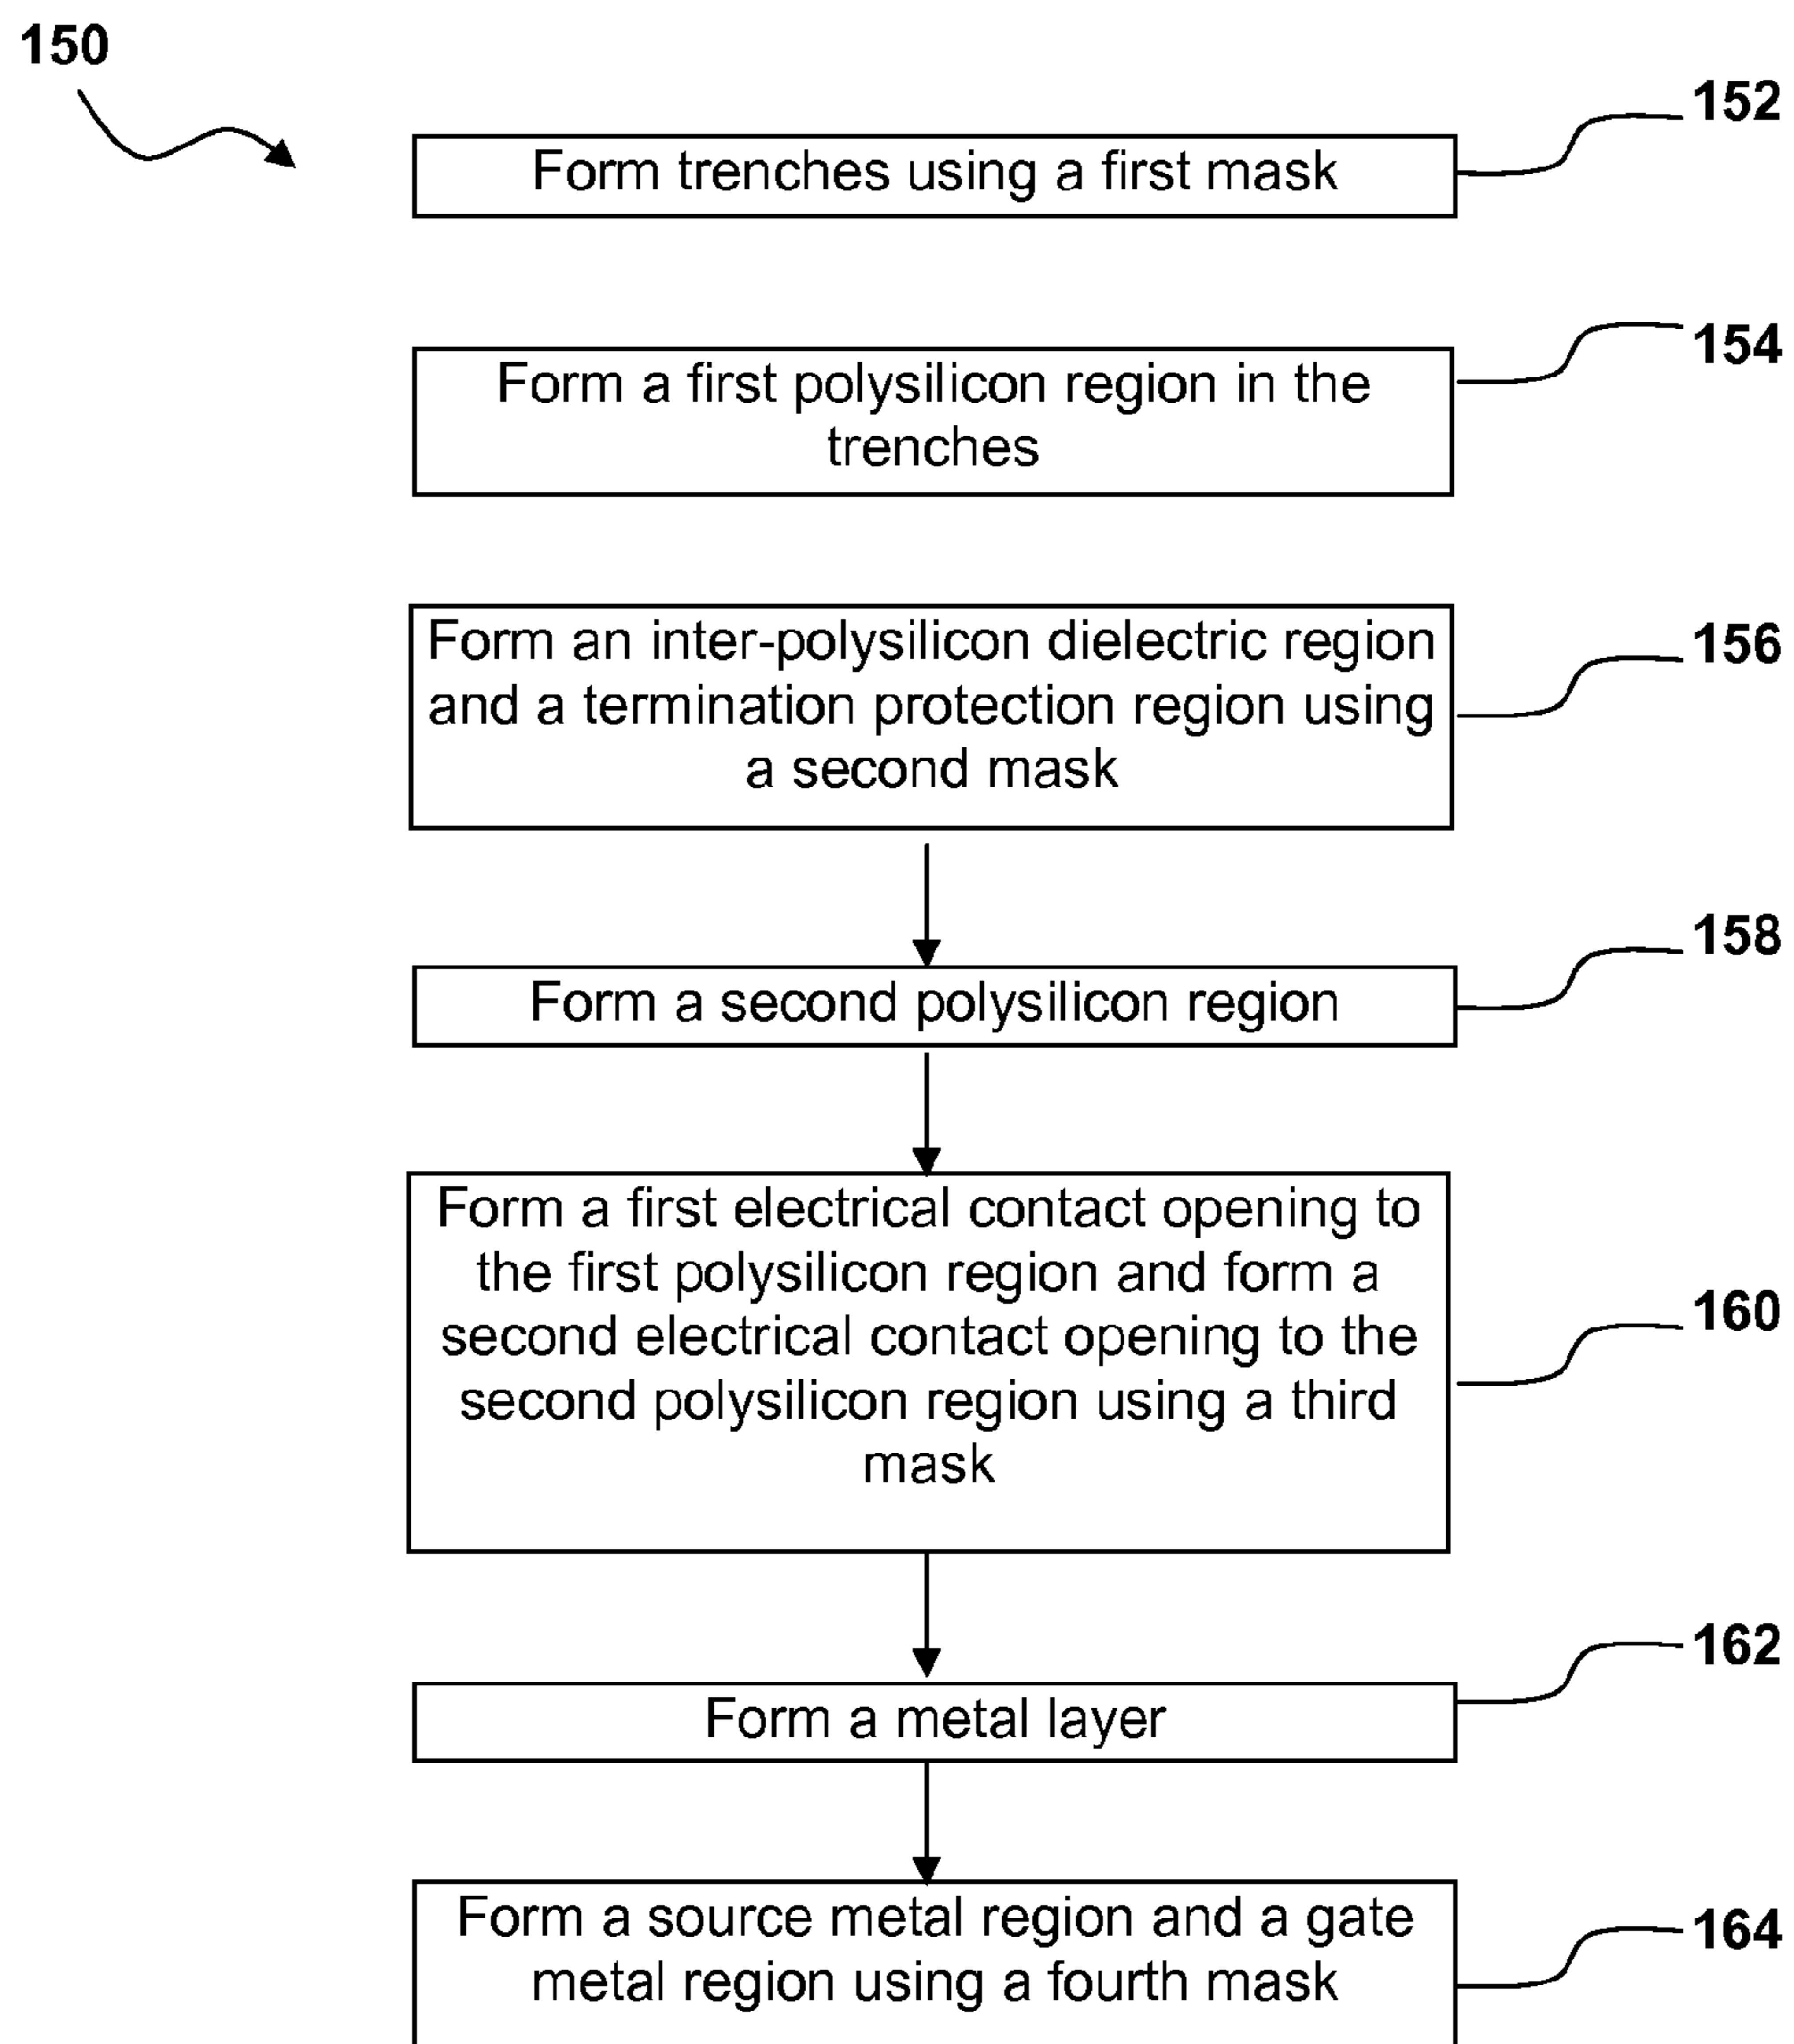 150
152
Form trenches using a first mask
154
Form a first polysilicon region in the
trenches
156
Form an inter-polysilicon dielectric region
and a termination protection region using
a second mask
158
Form a second polysilicon region
160
Form a first electrical contact opening to
the first polysilicon region and form a
second electrical contact opening to the
second polysilicon region using a third
mask
162
Form a metal layer
164
Form a source metal region and a gate
metal region using a fourth mask